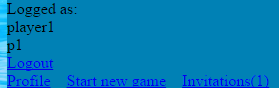 Logged as:
player1
p1
Logout
Profile Start new game Invitations(1)